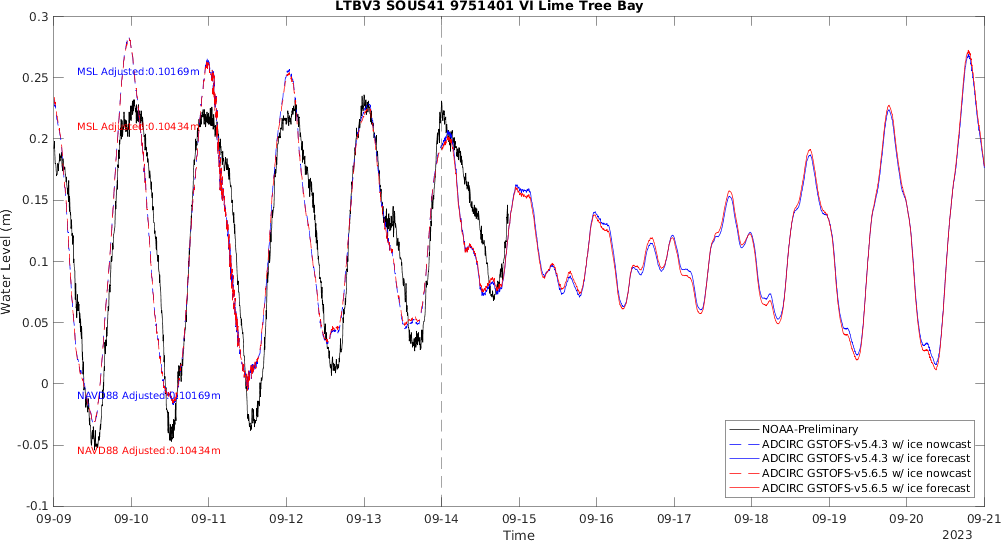 LTBV3 SOUS41 9751401 VI Lime Tree Bay
0.3
0.25
0.2
0.15
0.1
0.05
0
-0.05
-0.1
Water Level (m)
MSL Adjusted:0.10169m
MSL Adjusted:0.10434m
NAVD88 Adjusted:0.10169m
NAVD88 Adjusted:0.10434m
NOAA-Preliminary
ADCIRC GSTOFS-v5.4.3 w/ ice nowcast
ADCIRC GSTOFS-v5.4.3 w/ ice forecast
ADCIRC GSTOFS-v5.6.5 w/ ice nowcast
ADCIRC GSTOFS-v5.6.5 w/ ice forecast
09-09 09-10 09-11 09-12 09-13 09-14 09-15 09-16 09-17 09-18 09-19 09-20 09-21
Time
2023